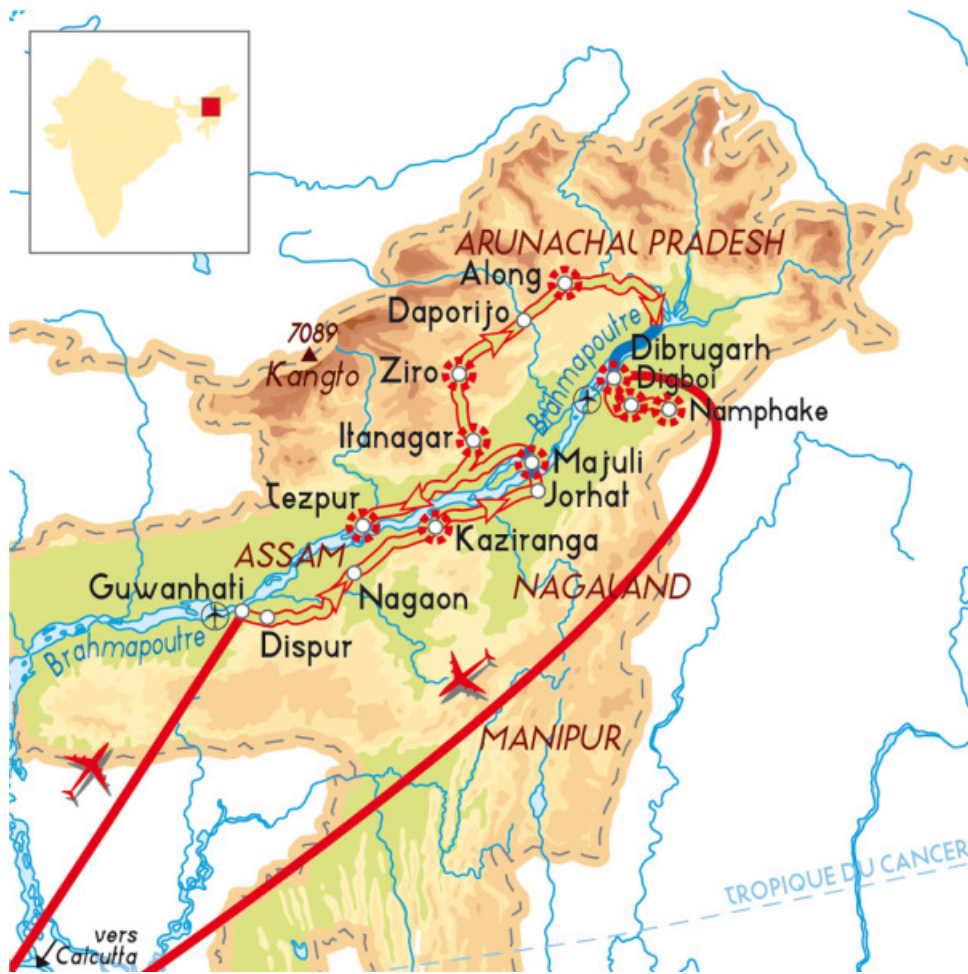 ARUNACHAL PRADESH
Along
Daporijo
Brahmapoutre
7089
Kangto
Ziro
Dibrugarh
Digboi
Namphake
Itanagar
Majuli
Jorhat
Tezpur
Kaziranga
ASSAM
NAGALAND
Guwanhati
Nagaon
Brahmapoutre
Dispur
MANIPUR
TROPIQUE DU CANCER
vers
Calcutta